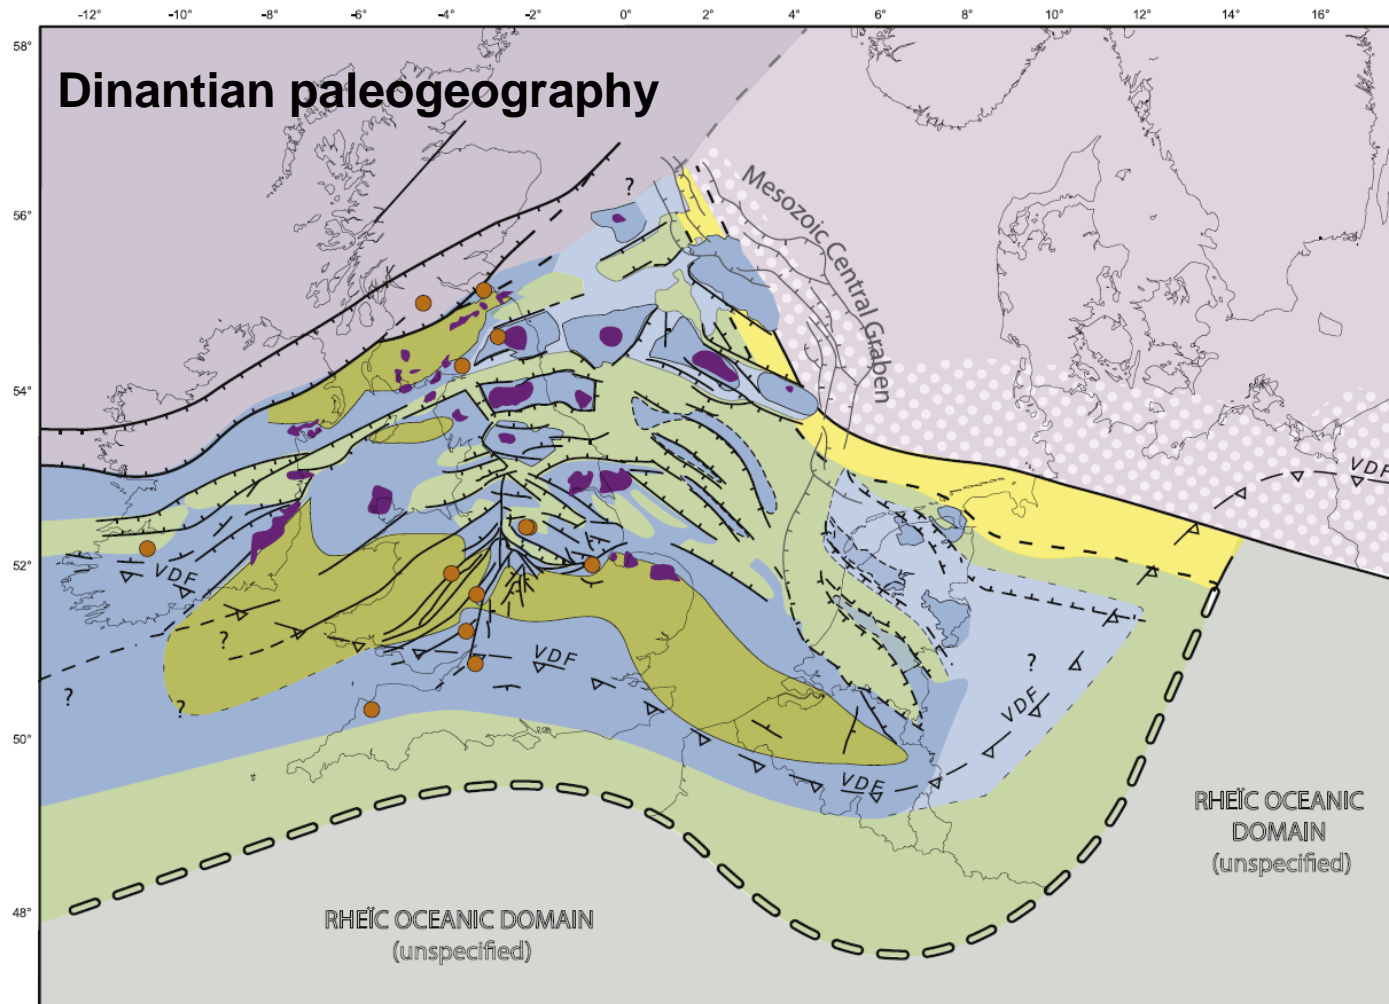 -12° -10° -8° -6° -4° -2° 0° 2° 4° 6° 8° 10° 12° 14° 16°
58°
Dinantian paleogeography
56°
?
Mesozoic Central Graben
54°
VDF
52°
VDF
?
VDF
?
?
?
VDF
50°
VDF
RHEÏC OCEANIC
DOMAIN
(unspecified)
48°
RHEÏC OCEANIC DOMAIN
(unspecified)